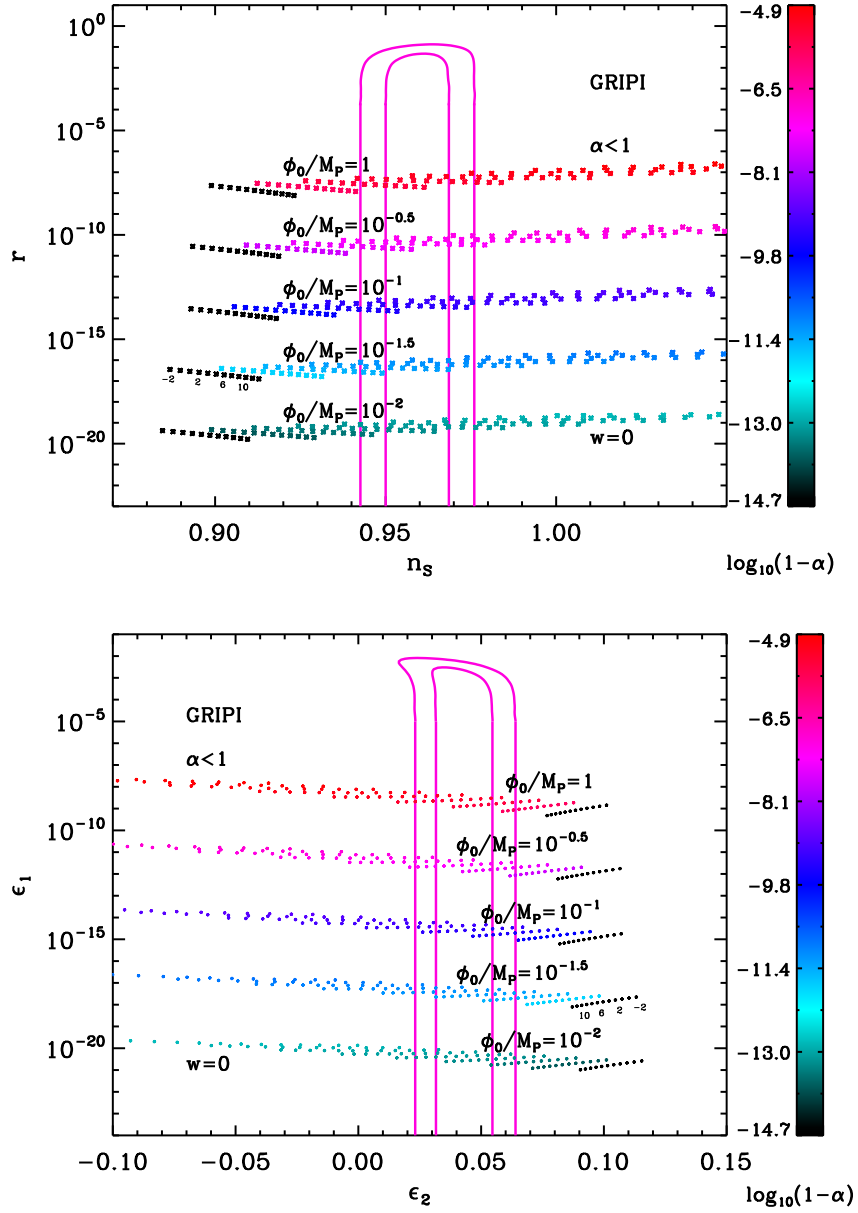 10⁰
10⁻⁵
10⁻¹⁰
10⁻¹⁵
10⁻²⁰
r
GRIPI
α<1
ϕ₀/Mₚ=1
ϕ₀/Mₚ=10⁻⁰·⁵
ϕ₀/Mₚ=10⁻¹
ϕ₀/Mₚ=10⁻¹·⁵
-2 2 6 10
ϕ₀/Mₚ=10⁻²
w=0
0.90 0.95 1.00
n_S
-4.9
-6.5
-8.1
-9.8
-11.4
-13.0
-14.7
log₁₀(1-α)
10⁻⁵
10⁻¹⁰
10⁻¹⁵
10⁻²⁰
ϵ₁
GRIPI
α<1
ϕ₀/Mₚ=1
ϕ₀/Mₚ=10⁻⁰·⁵
ϕ₀/Mₚ=10⁻¹
ϕ₀/Mₚ=10⁻¹·⁵
10 6 2 -2
ϕ₀/Mₚ=10⁻²
w=0
-0.10 -0.05 0.00 0.05 0.10 0.15
ϵ₂
-4.9
-6.5
-8.1
-9.8
-11.4
-13.0
-14.7
log₁₀(1-α)